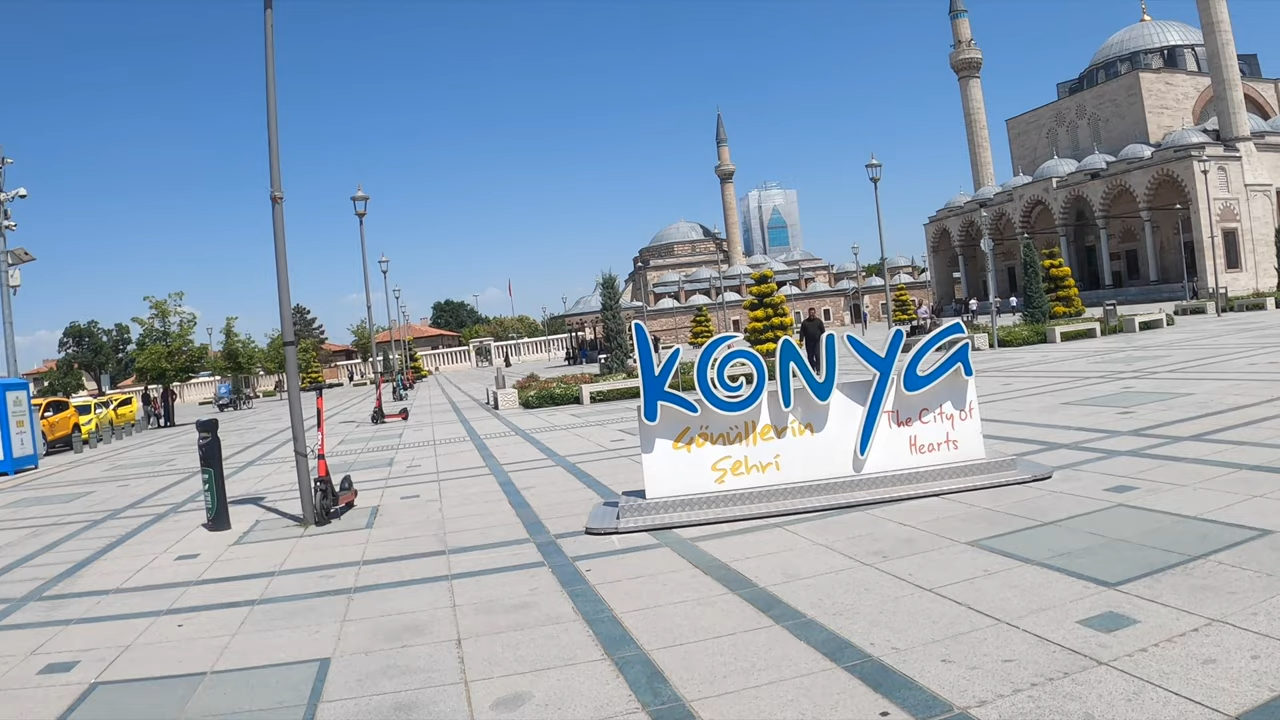 konya
Gönüllerin
Şehri
The City of
Hearts